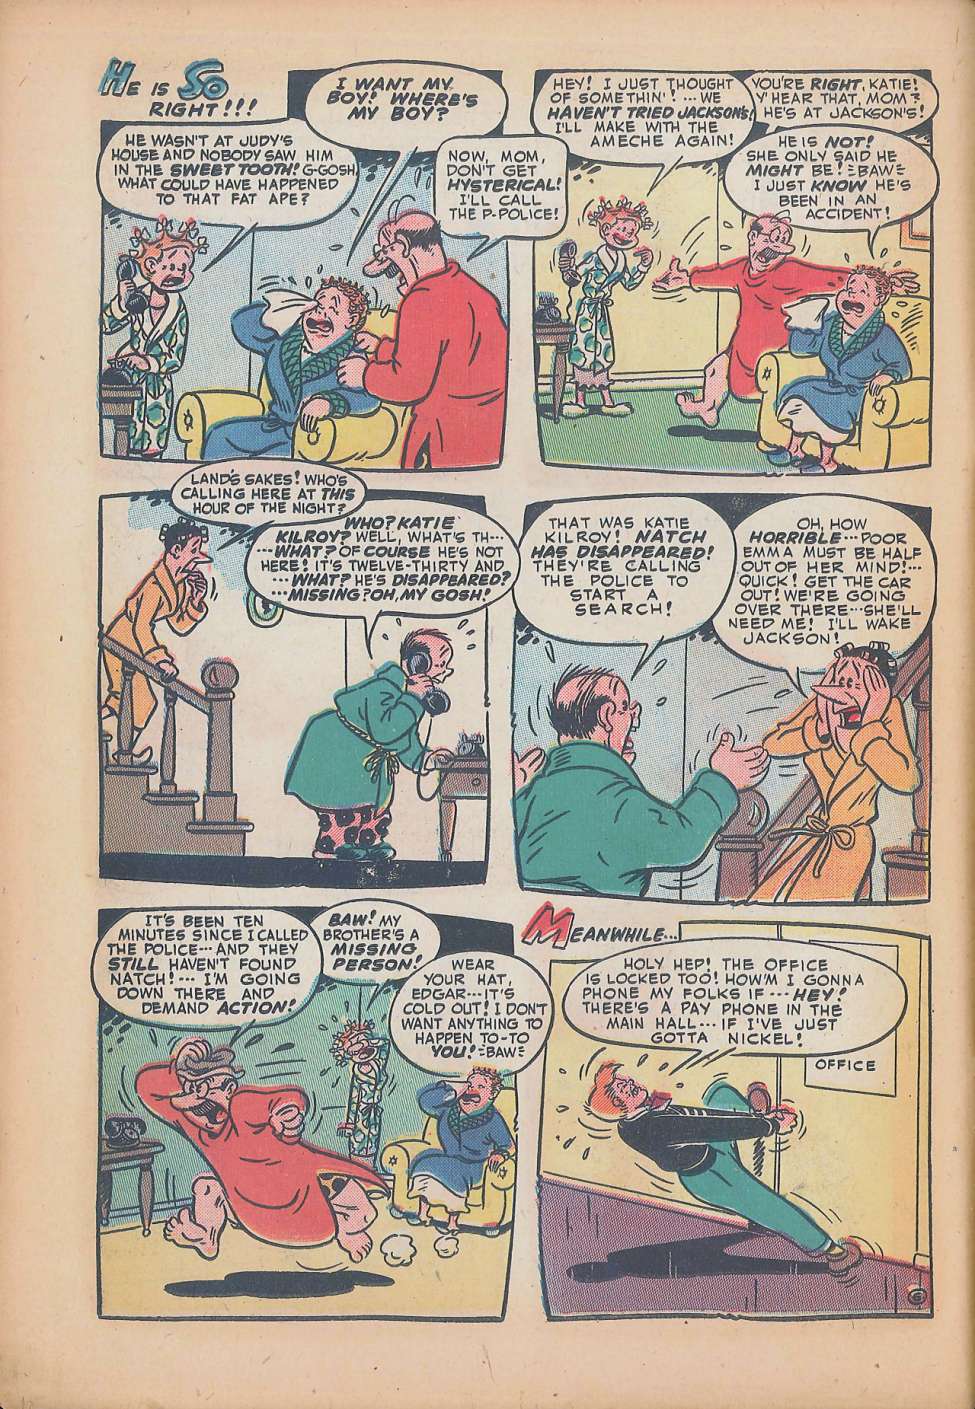 HE IS SO
RIGHT!!!
HE WASN'T AT JUDY'S
HOUSE AND NOBODY SAW HIM
IN THE SWEET TOOTH! G-GOSH,
WHAT COULD HAVE HAPPENED
TO THAT FAT APE?
I WANT MY
BOY! WHERE'S
MY BOY?
NOW, MOM,
DON'T GET
HYSTERICAL!
I'LL CALL
THE P-POLICE!
HEY! I JUST THOUGHT
OF SOMETHIN'! ··· WE
HAVEN'T TRIED JACKSON'S!
I'LL MAKE WITH THE
AMECHE AGAIN!
YOU'RE RIGHT, KATIE!
Y'HEAR THAT, MOM?
HE'S AT JACKSON'S!
HE IS NOT!
SHE ONLY SAID HE
MIGHT BE! =BAW=
I JUST KNOW HE'S
BEEN IN AN
ACCIDENT!
LAND'S SAKES! WHO'S
CALLING HERE AT THIS
HOUR OF THE NIGHT?
WHO? KATIE
KILROY? WELL, WHAT'S TH---
---WHAT? OF COURSE HE'S NOT
HERE! IT'S TWELVE-THIRTY AND
---WHAT? HE'S DISAPPEARED?
---MISSING? OH, MY GOSH!
THAT WAS KATIE
KILROY! NATCH
HAS DISAPPEARED!
THEY'RE CALLING
THE POLICE TO
START A
SEARCH!
OH, HOW
HORRIBLE---POOR
EMMA MUST BE HALF
OUT OF HER MIND!---
QUICK! GET THE CAR
OUT! WE'RE GOING
OVER THERE---SHE'LL
NEED ME! I'LL WAKE
JACKSON!
IT'S BEEN TEN
MINUTES SINCE I CALLED
THE POLICE---AND THEY
STILL HAVEN'T FOUND
NATCH!--- I'M GOING
DOWN THERE AND
DEMAND ACTION!
BAW! MY
BROTHER'S A
MISSING
PERSON!
WEAR
YOUR HAT,
EDGAR---IT'S
COLD OUT! I DON'T
WANT ANYTHING TO
HAPPEN TO-TO
YOU! =BAW=
MEANWHILE...
HOLY HEP! THE OFFICE
IS LOCKED TOO! HOW'M I GONNA
PHONE MY FOLKS IF---HEY!
THERE'S A PAY PHONE IN THE
MAIN HALL--- IF I'VE JUST
GOTTA NICKEL!
OFFICE
6